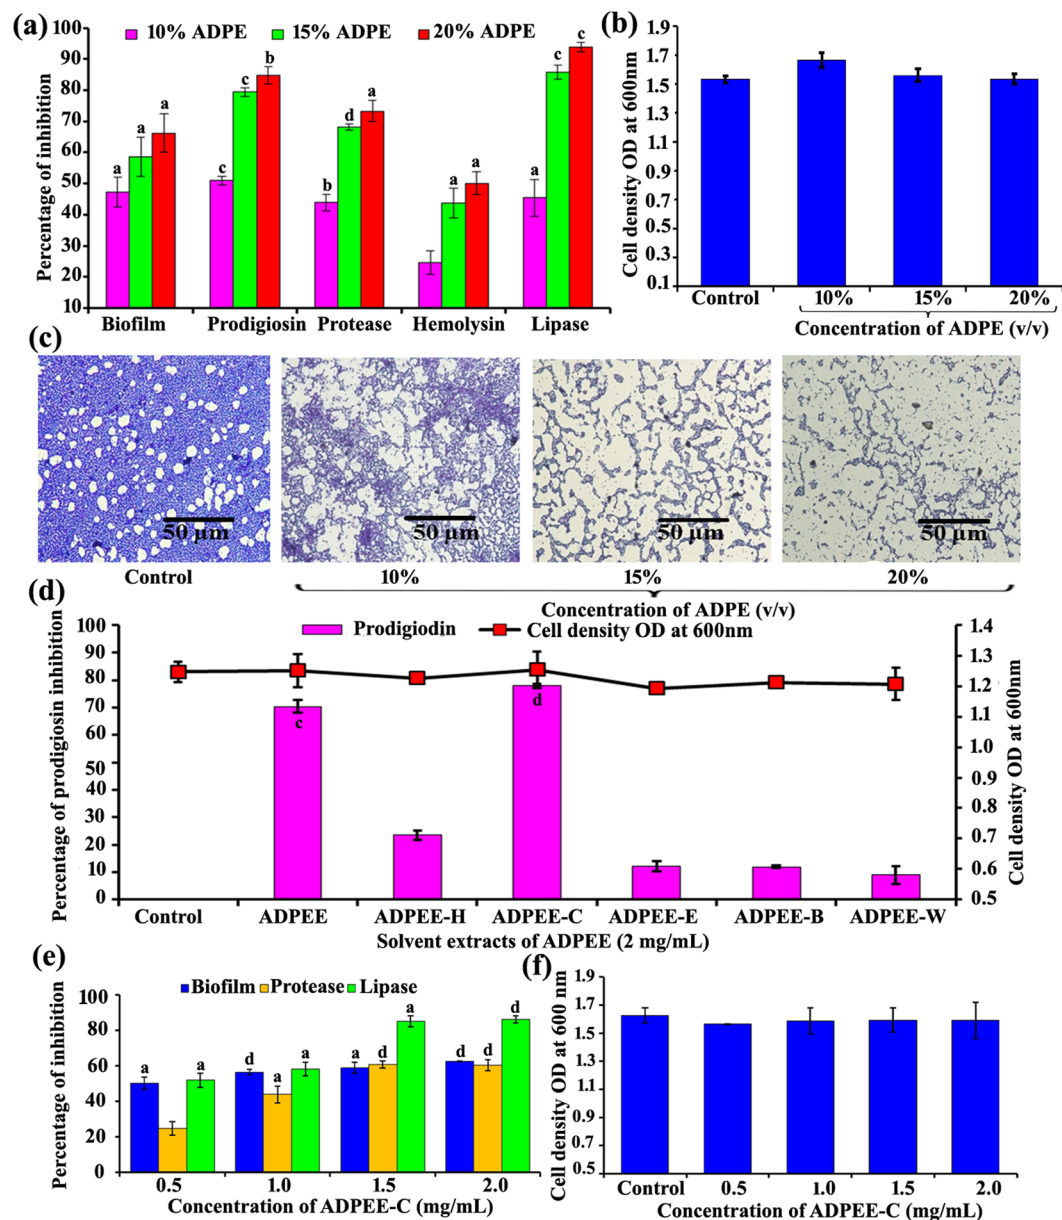 (a)
10% ADPE 15% ADPE 20% ADPE
Percentage of inhibition
100
90
80
70
60
50
40
30
20
10
a a a
c c b
b d a
a a
c c c
Biofilm Prodigiosin Protease Hemolysin Lipase
(b)
Cell density OD at 600nm
1.7
1.5
1.3
1.1
0.9
0.7
0.5
0.3
0.1
Control 10% 15% 20%
Concentration of ADPE (v/v)
(c)
50 µm 50 µm 50 µm 50 µm
Control 10% 15% 20%
Concentration of ADPE (v/v)
(d)
Prodigiodin Cell density OD at 600nm
Percentage of prodigiosin inhibition
100
90
80
70
60
50
40
30
20
10
0
c d
Cell density OD at 600nm
1.4
1.3
1.2
1.1
1.0
0.9
0.8
0.7
0.6
0.5
Control ADPEE ADPEE-H ADPEE-C ADPEE-E ADPEE-B ADPEE-W
Solvent extracts of ADPEE (2 mg/mL)
(e)
Biofilm Protease Lipase
Percentage of inhibition
100
80
60
40
20
0
a a
d a a
a d a
d d d
0.5 1.0 1.5 2.0
Concentration of ADPEE-C (mg/mL)
(f)
Cell density OD at 600 nm
1.9
1.7
1.5
1.3
1.1
0.9
0.7
0.5
Control 0.5 1.0 1.5 2.0
Concentration of ADPEE-C (mg/mL)